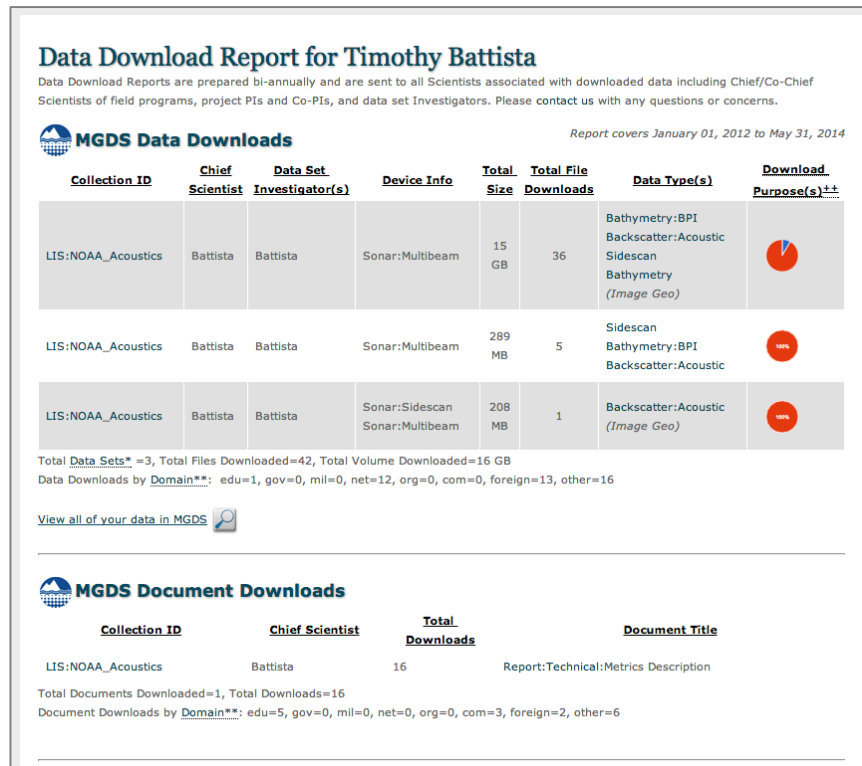 Data Download Report for Timothy Battista
Data Download Reports are prepared bi-annually and are sent to all Scientists associated with downloaded data including Chief/Co-Chief
Scientists of field programs, project PIs and Co-PIs, and data set Investigators. Please contact us with any questions or concerns.
MGDS Data Downloads
Report covers January 01, 2012 to May 31, 2014
Collection ID Chief Scientist Data Set Investigator(s) Device Info Total Size Total File Downloads Data Type(s) Download Purpose(s)++
LIS:NOAA_Acoustics Battista Battista Sonar:Multibeam 15 GB 36 Bathymetry:BPI
Backscatter:Acoustic
Sidescan
Bathymetry
(Image Geo)
LIS:NOAA_Acoustics Battista Battista Sonar:Multibeam 289 MB 5 Sidescan
Bathymetry:BPI
Backscatter:Acoustic
100%
LIS:NOAA_Acoustics Battista Battista Sonar:Sidescan
Sonar:Multibeam 208 MB 1 Backscatter:Acoustic
(Image Geo)
100%
Total Data Sets* =3, Total Files Downloaded=42, Total Volume Downloaded=16 GB
Data Downloads by Domain**: edu=1, gov=0, mil=0, net=12, org=0, com=0, foreign=13, other=16
View all of your data in MGDS
MGDS Document Downloads
Collection ID Chief Scientist Total Downloads Document Title
LIS:NOAA_Acoustics Battista 16 Report:Technical:Metrics Description
Total Documents Downloaded=1, Total Downloads=16
Document Downloads by Domain**: edu=5, gov=0, mil=0, net=0, org=0, com=3, foreign=2, other=6